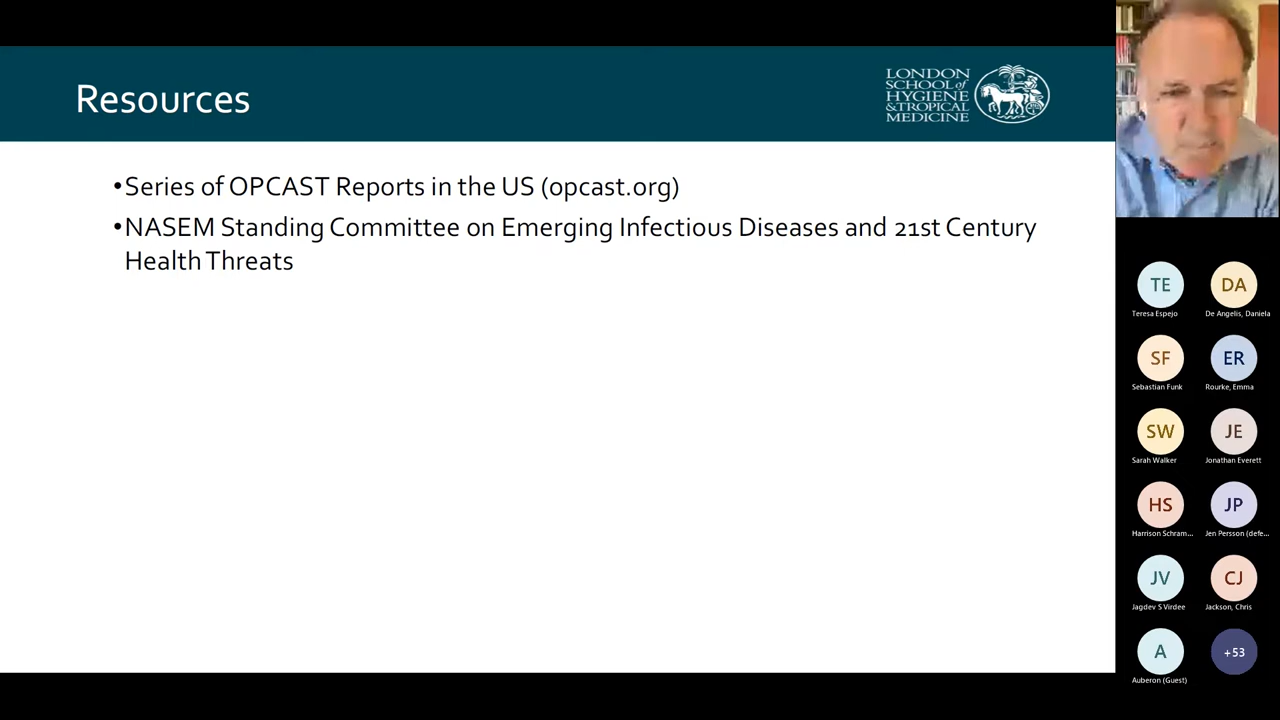 Resources
LONDON
SCHOOL of
HYGIENE
& TROPICAL
MEDICINE
•Series of OPCAST Reports in the US (opcast.org)
•NASEM Standing Committee on Emerging Infectious Diseases and 21st Century
Health Threats
TE
DA
Teresa Espejo
De Angelis, Daniela
SF
ER
Sebastian Funk
Rourke, Emma
SW
JE
Sarah Walker
Jonathan Everett
HS
JP
Harrison Schram...
Jen Persson (defe...
JV
CJ
Jagdev S Virdee
Jackson, Chris
A
+53
Auberon (Guest)